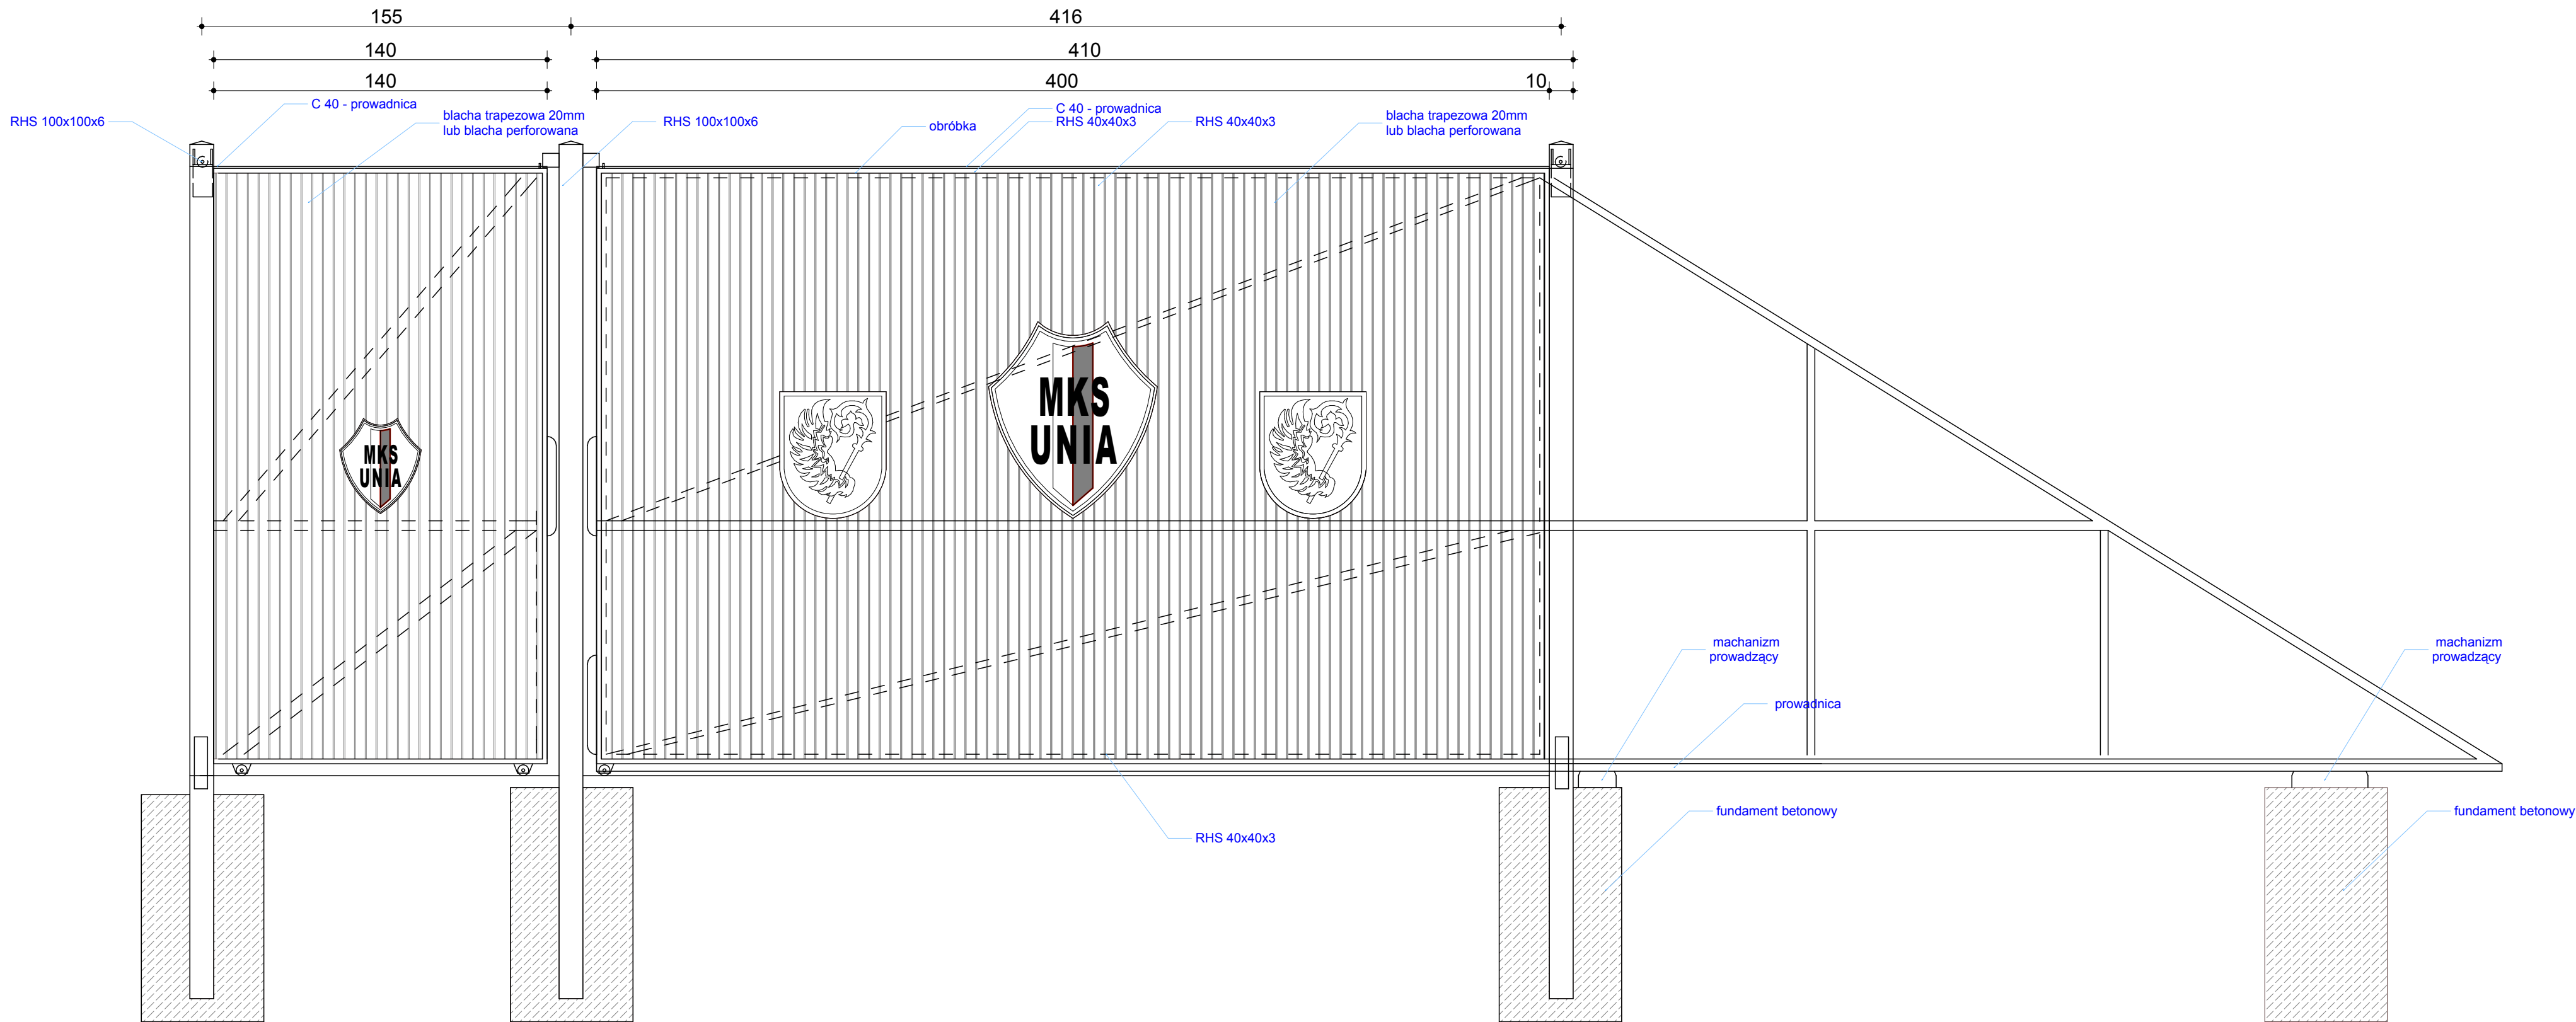 155
416
140
410
140
400
10
C 40 - prowadnica
RHS 100x100x6
blacha trapezowa 20mm
lub blacha perforowana
RHS 100x100x6
obróbka
C 40 - prowadnica
RHS 40x40x3
RHS 40x40x3
blacha trapezowa 20mm
lub blacha perforowana
MKS
UNIA
MKS
UNIA
machanizm
prowadzący
machanizm
prowadzący
prowadnica
fundament betonowy
fundament betonowy
RHS 40x40x3